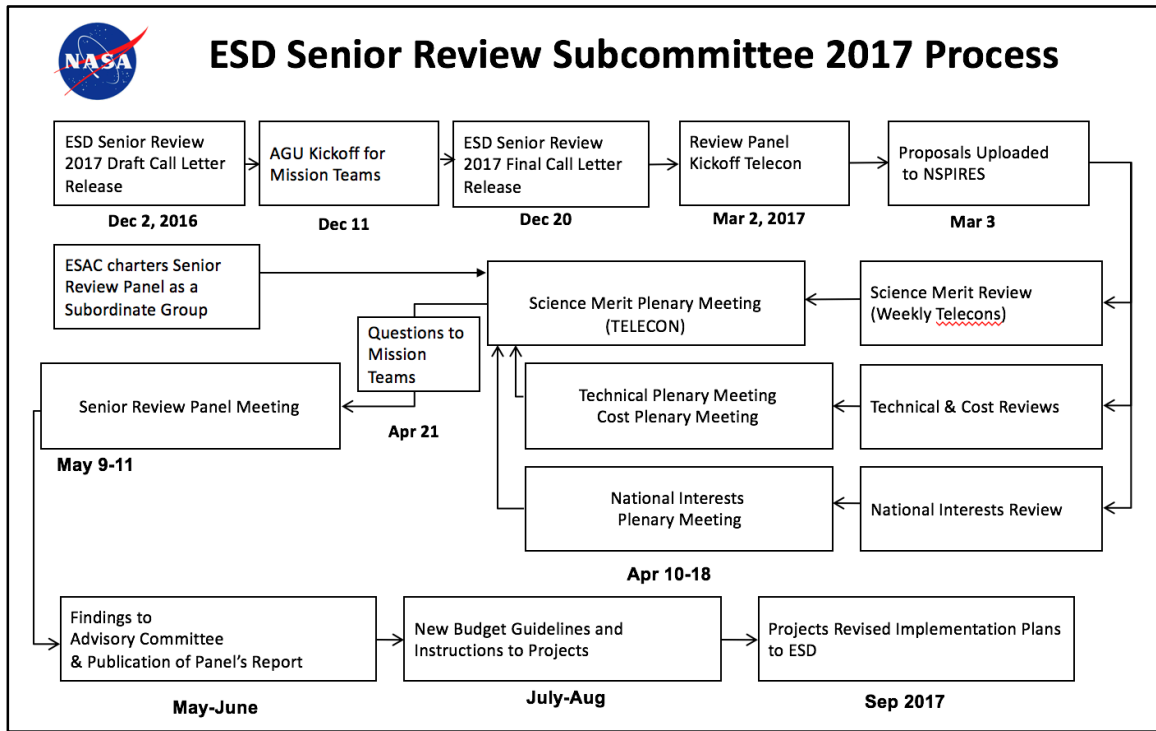 NASA
ESD Senior Review Subcommittee 2017 Process
ESD Senior Review
2017 Draft Call Letter
Release
Dec 2, 2016
AGU Kickoff for
Mission Teams
Dec 11
ESD Senior Review
2017 Final Call Letter
Release
Dec 20
Review Panel
Kickoff Telecon
Mar 2, 2017
Proposals Uploaded
to NSPIRES
Mar 3
ESAC charters Senior
Review Panel as a
Subordinate Group
Science Merit Plenary Meeting
(TELECON)
Science Merit Review
(Weekly Telecons)
Questions to
Mission
Teams
Apr 21
Senior Review Panel Meeting
May 9-11
Technical Plenary Meeting
Cost Plenary Meeting
Technical & Cost Reviews
National Interests
Plenary Meeting
National Interests Review
Apr 10-18
Findings to
Advisory Committee
& Publication of Panel’s Report
May-June
New Budget Guidelines and
Instructions to Projects
July-Aug
Projects Revised Implementation Plans
to ESD
Sep 2017